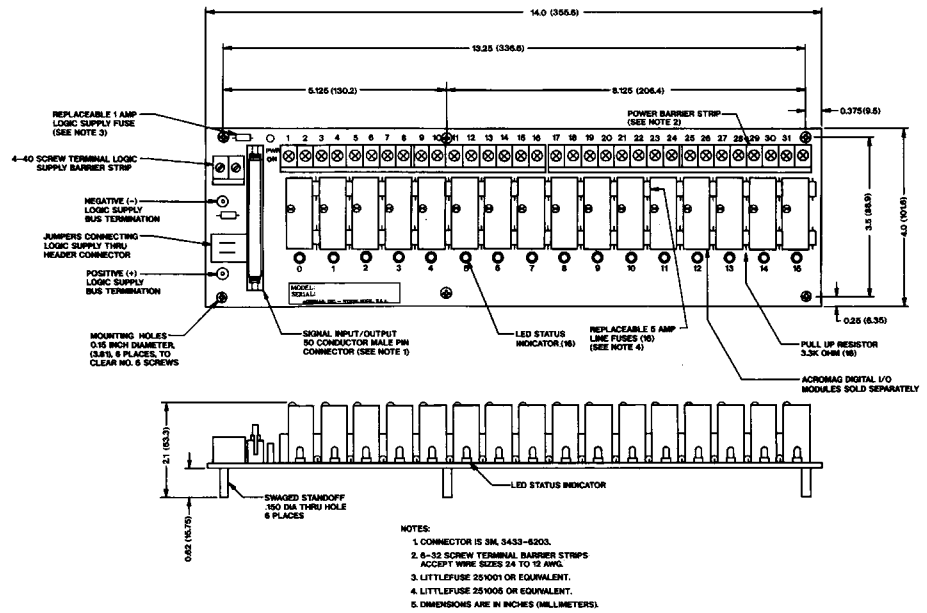 14.0 (355.6)
13.25 (336.6)
5.125 (130.2)
8.125 (206.4)
0.375(9.5)
REPLACEABLE 1 AMP
LOGIC SUPPLY FUSE
(SEE NOTE 3)
POWER BARRIER STRIP
(SEE NOTE 2)
PWR
ON
1 2 3 4 5 6 7 8 9 10 11 12 13 14 15 16 17 18 19 20 21 22 23 24 25 26 27 28 29 30 31
4-40 SCREW TERMINAL LOGIC
SUPPLY BARRIER STRIP
NEGATIVE (-)
LOGIC SUPPLY
BUS TERMINATION
JUMPERS CONNECTING
LOGIC SUPPLY THRU
HEADER CONNECTOR
POSITIVE (+)
LOGIC SUPPLY
BUS TERMINATION
3.5 (88.9)
4.0 (101.6)
0 1 2 3 4 5 6 7 8 9 10 11 12 13 14 15
MODEL:
SERIAL:
0.25 (6.35)
MOUNTING HOLES
0.15 INCH DIAMETER,
(3.81), 6 PLACES, TO
CLEAR NO. 6 SCREWS
SIGNAL INPUT/OUTPUT
50 CONDUCTOR MALE PIN
CONNECTOR (SEE NOTE 1)
LED STATUS
INDICATOR (16)
REPLACEABLE 5 AMP
LINE FUSES (16)
(SEE NOTE 4)
PULL UP RESISTOR
3.3K OHM (16)
ACROMAG DIGITAL I/O
MODULES SOLD SEPARATELY
2.1 (53.3)
0.62 (15.75)
SWAGED STANDOFF
.150 DIA THRU HOLE
6 PLACES
LED STATUS INDICATOR
NOTES:
1. CONNECTOR IS 3M, 3433-6203.
2. 6-32 SCREW TERMINAL BARRIER STRIPS
ACCEPT WIRE SIZES 24 TO 12 AWG.
3. LITTLEFUSE 251001 OR EQUIVALENT.
4. LITTLEFUSE 251005 OR EQUIVALENT.
5. DIMENSIONS ARE IN INCHES (MILLIMETERS).